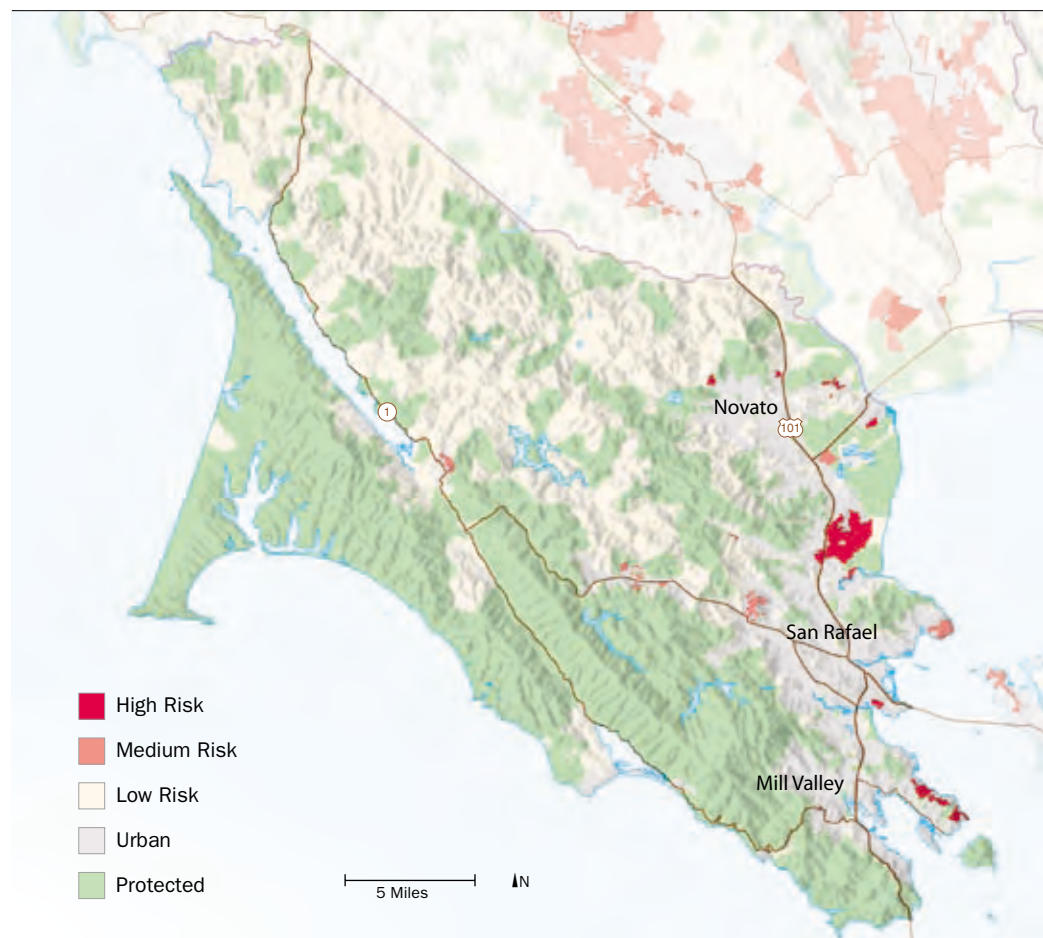 Novato
1
101
San Rafael
High Risk
Medium Risk
Mill Valley
Low Risk
Urban
Protected
5 Miles
N